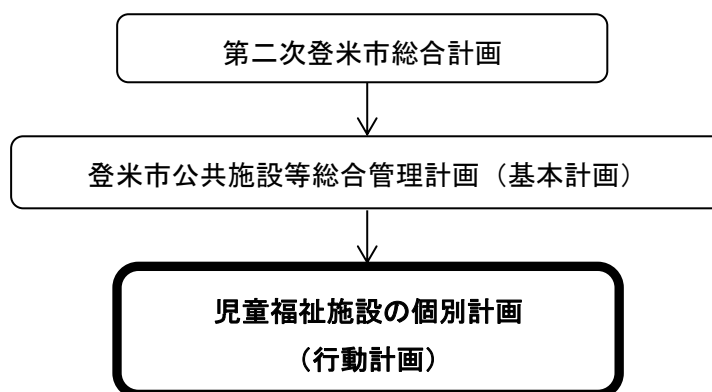 第二次登米市総合計画
登米市公共施設等総合管理計画（基本計画）
児童福祉施設の個別計画
（行動計画）